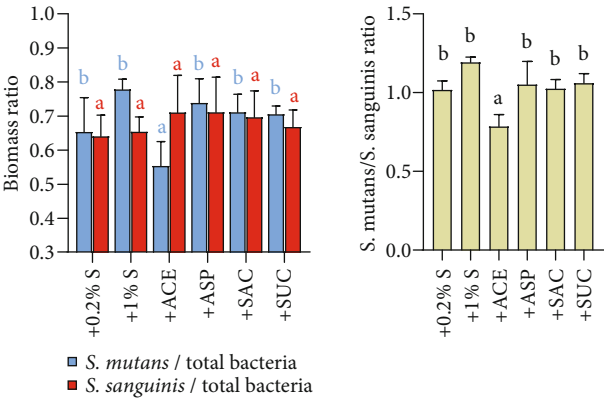 Biomass ratio
1.0
0.9
0.8
0.7
0.6
0.5
0.4
0.3
b a b a a a b a b a b a
+0.2% S
+1% S
+ACE
+ASP
+SAC
+SUC
S. mutans / total bacteria
S. sanguinis / total bacteria
S. mutans/S. sanguinis ratio
1.5
1.0
0.5
0.0
b b a b b b
+0.2% S
+1% S
+ACE
+ASP
+SAC
+SUC